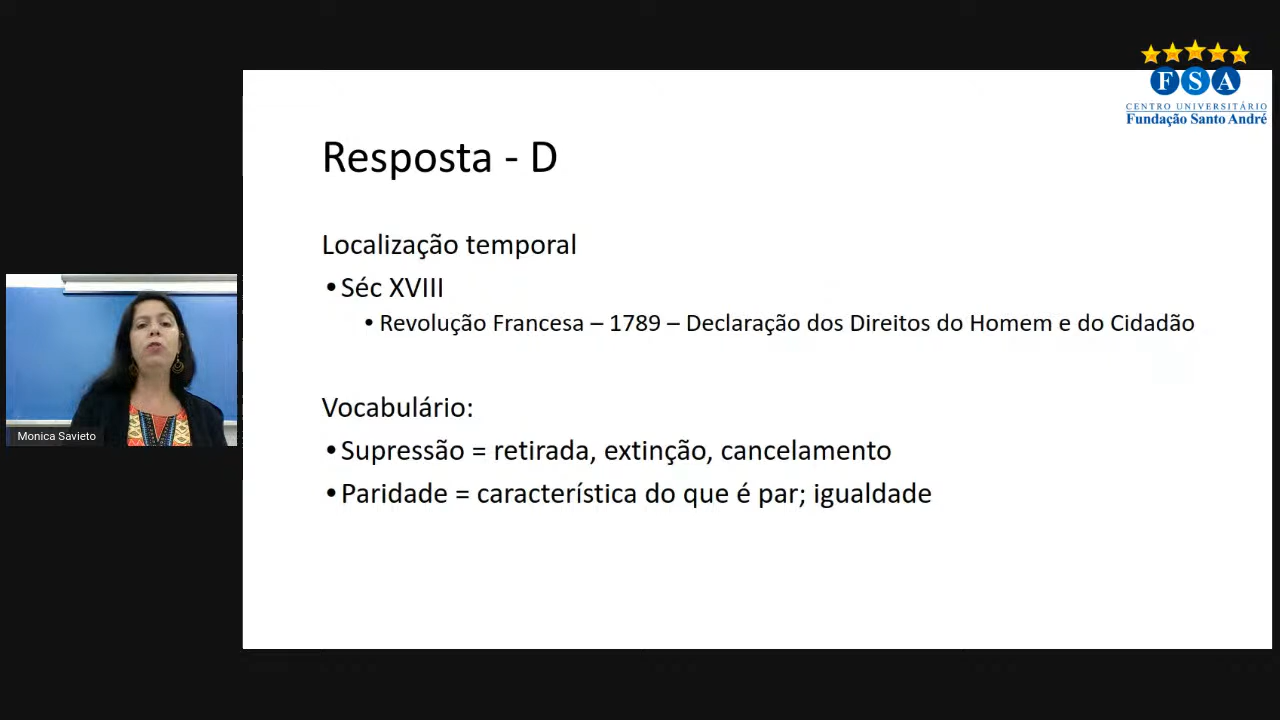 FSA
CENTRO UNIVERSITÁRIO
Fundação Santo André
Resposta - D
Localização temporal
•Séc XVIII
• Revolução Francesa – 1789 – Declaração dos Direitos do Homem e do Cidadão
Vocabulário:
•Supressão = retirada, extinção, cancelamento
•Paridade = característica do que é par; igualdade
Monica Savieto